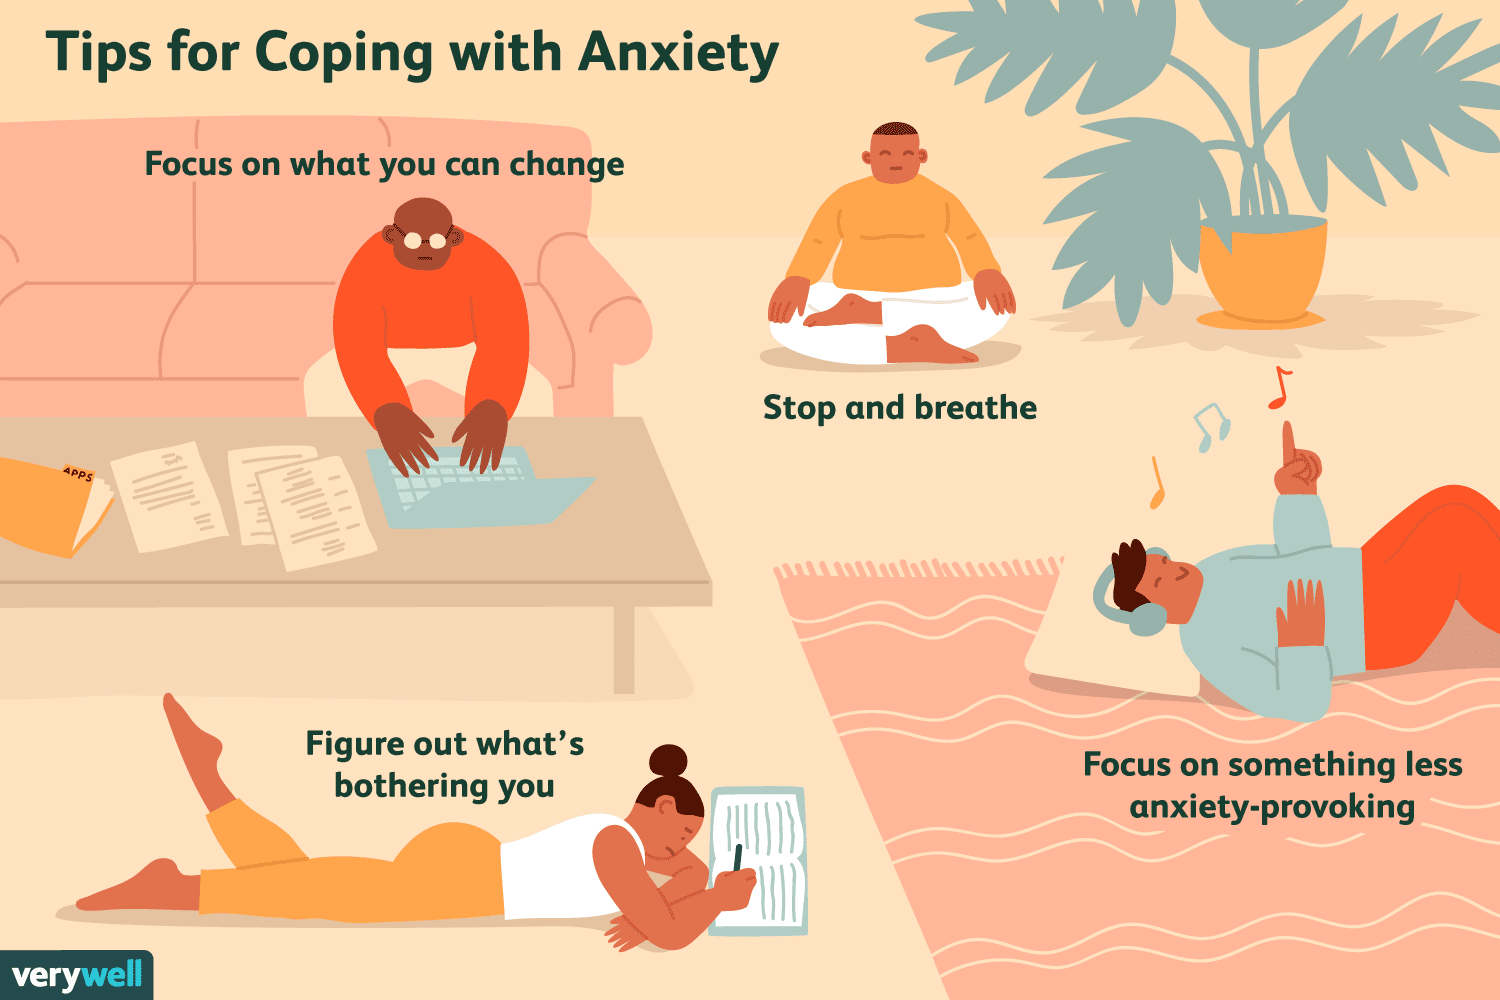 Tips for Coping with Anxiety
Focus on what you can change
Stop and breathe
APPS
Figure out what’s
bothering you
Focus on something less
anxiety-provoking
verywell